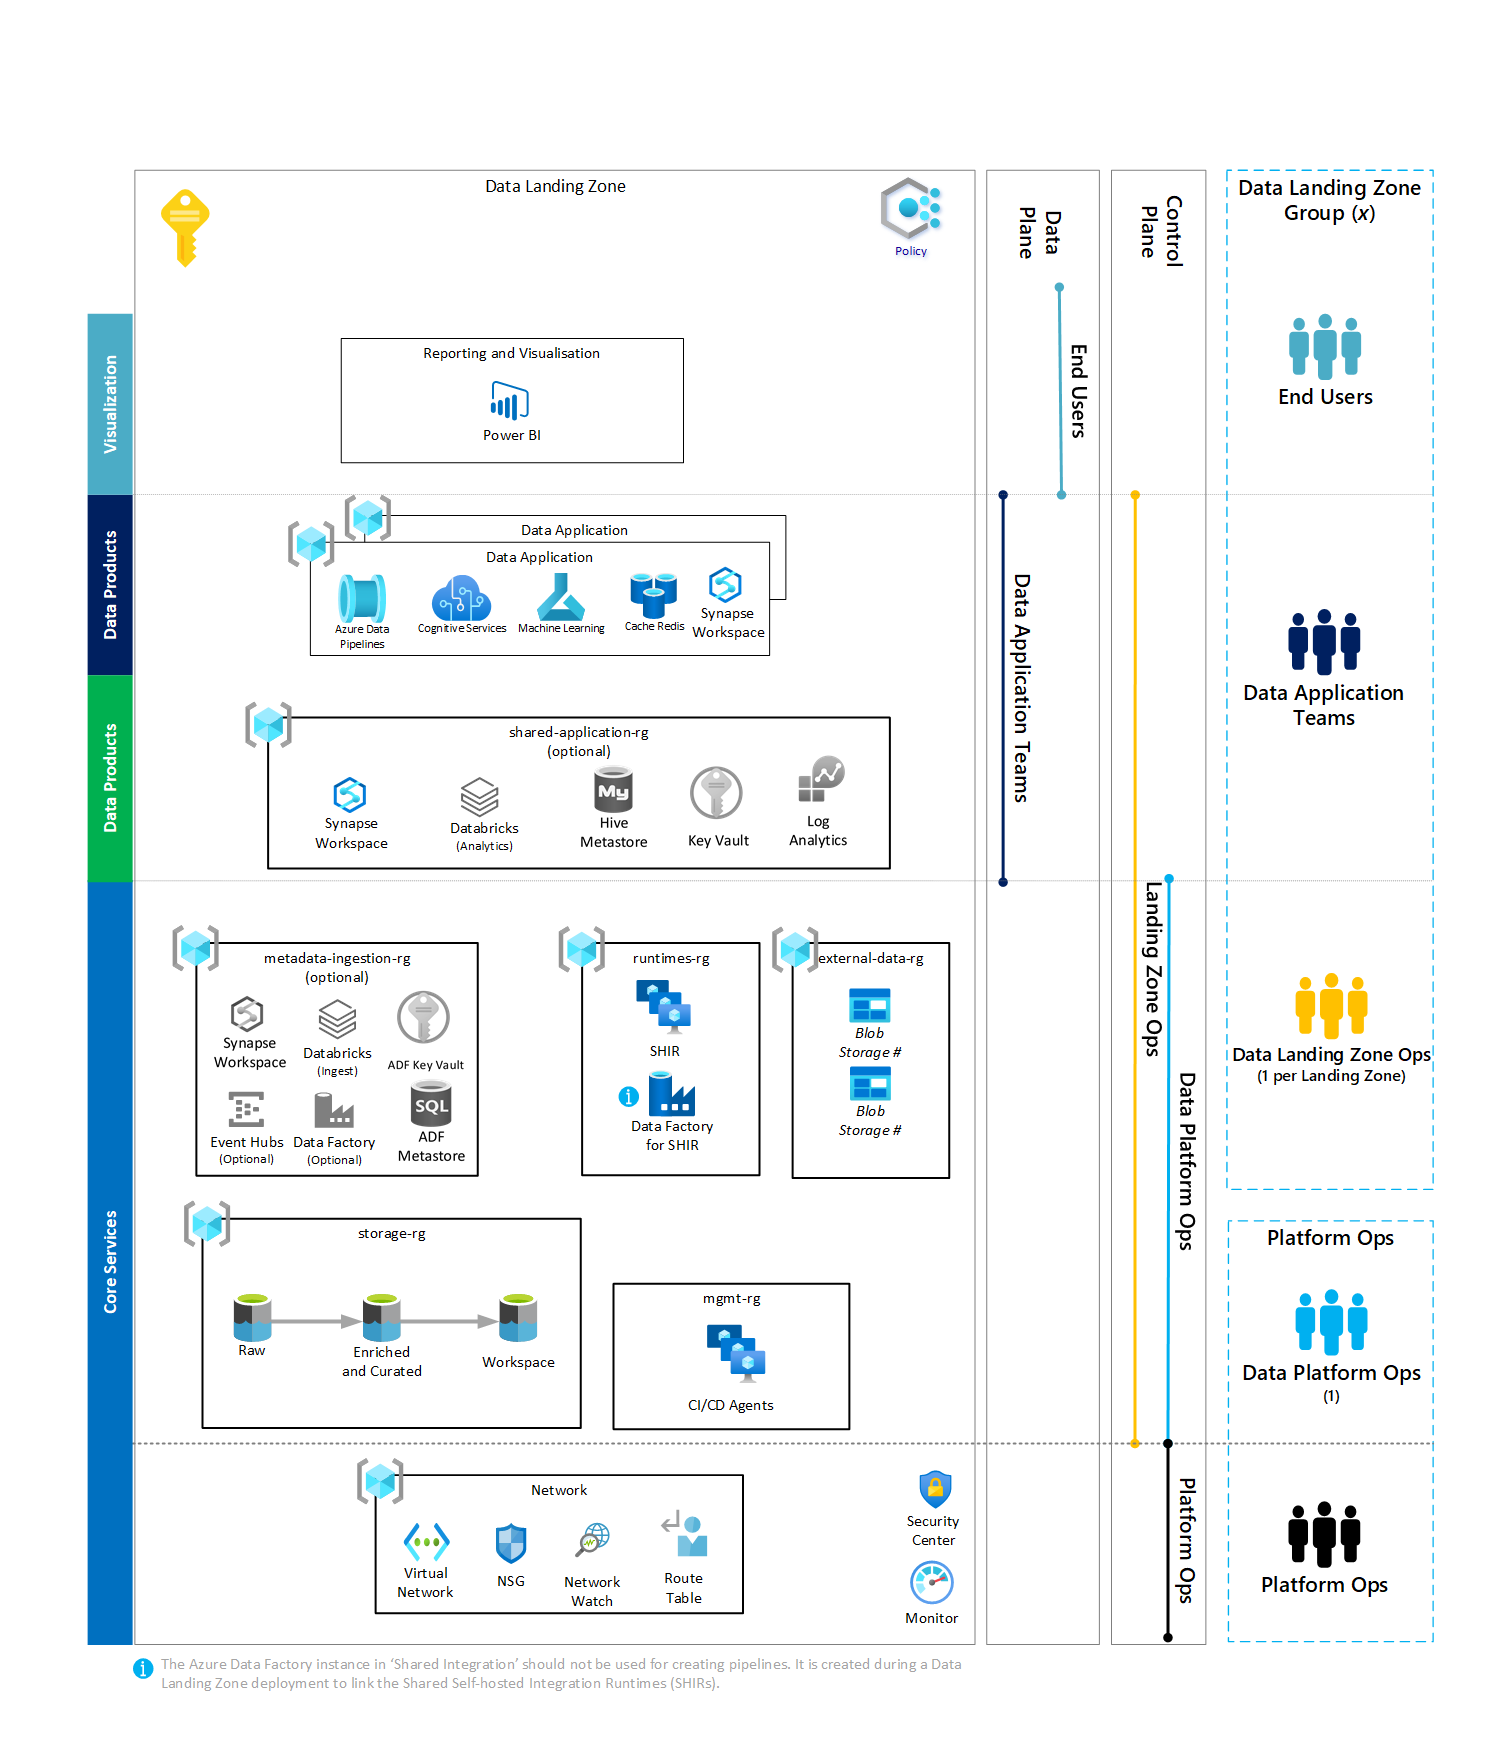 Data Landing Zone
Policy
Data
Plane
Control
Plane
Data Landing Zone
Group (x)
Visualization
Reporting and Visualisation
Power BI
End Users
End Users
Data Products
Data Application
Data Application
Azure Data
Pipelines
Cognitive Services
Machine Learning
Cache Redis
Synapse
Workspace
Data Application Teams
Data Application
Teams
Data Products
shared-application-rg
(optional)
Synapse
Workspace
Databricks
(Analytics)
My
Hive
Metastore
Key Vault
Log
Analytics
Core Services
metadata-ingestion-rg
(optional)
Synapse
Workspace
Databricks
(Ingest)
ADF Key Vault
Event Hubs
(Optional)
Data Factory
(Optional)
SQL
ADF
Metastore
runtimes-rg
SHIR
i
Data Factory
for SHIR
external-data-rg
Blob
Storage #
Blob
Storage #
Landing Zone Ops
Data Platform Ops
Data Landing Zone Ops
(1 per Landing Zone)
storage-rg
Raw
Enriched
and Curated
Workspace
mgmt-rg
CI/CD Agents
Platform Ops
Data Platform Ops
(1)
Network
Virtual
Network
NSG
Network
Watch
Route
Table
Security
Center
Monitor
Platform Ops
Platform Ops
i
The Azure Data Factory instance in ‘Shared Integration’ should not be used for creating pipelines. It is created during a Data
Landing Zone deployment to link the Shared Self-hosted Integration Runtimes (SHIRs).